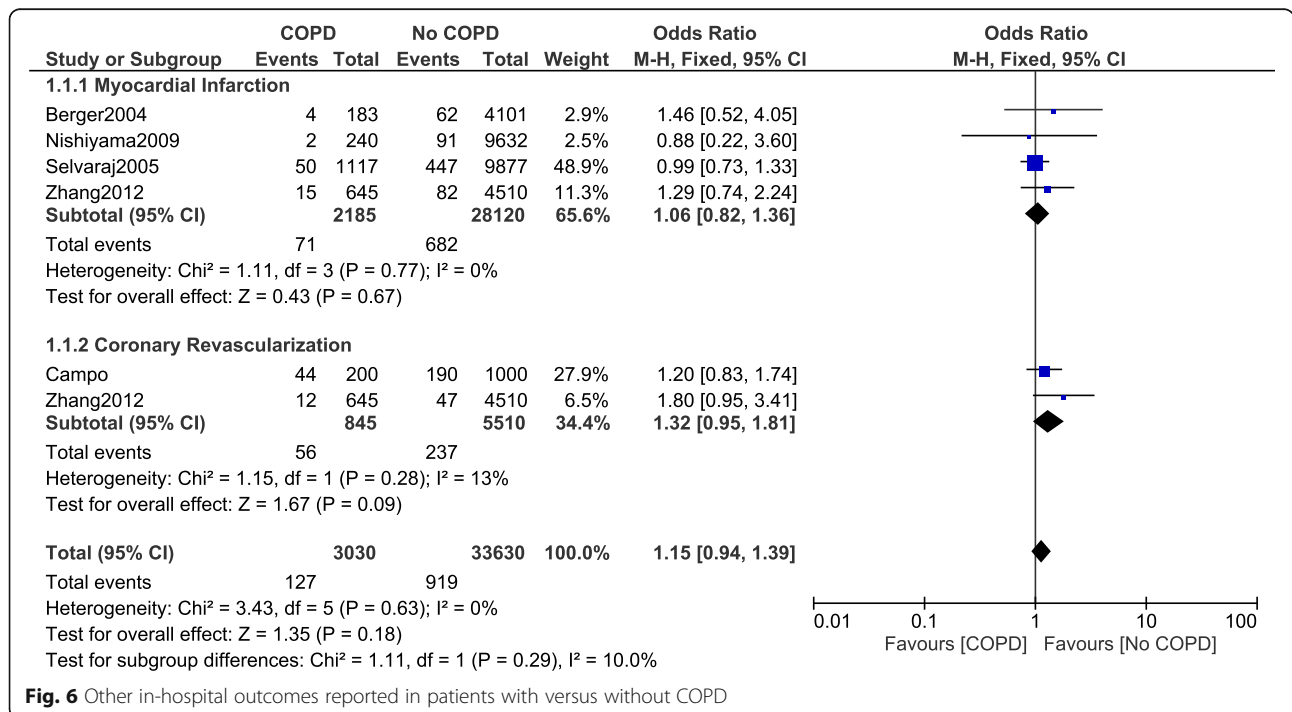 COPD No COPD Odds Ratio Odds Ratio
Study or Subgroup Events Total Events Total Weight M-H, Fixed, 95% CI M-H, Fixed, 95% CI
1.1.1 Myocardial Infarction
Berger2004 4 183 62 4101 2.9% 1.46 [0.52, 4.05]
Nishiyama2009 2 240 91 9632 2.5% 0.88 [0.22, 3.60]
Selvaraj2005 50 1117 447 9877 48.9% 0.99 [0.73, 1.33]
Zhang2012 15 645 82 4510 11.3% 1.29 [0.74, 2.24]
Subtotal (95% CI) 2185 28120 65.6% 1.06 [0.82, 1.36]
Total events 71 682
Heterogeneity: Chi² = 1.11, df = 3 (P = 0.77); I² = 0%
Test for overall effect: Z = 0.43 (P = 0.67)
1.1.2 Coronary Revascularization
Campo 44 200 190 1000 27.9% 1.20 [0.83, 1.74]
Zhang2012 12 645 47 4510 6.5% 1.80 [0.95, 3.41]
Subtotal (95% CI) 845 5510 34.4% 1.32 [0.95, 1.81]
Total events 56 237
Heterogeneity: Chi² = 1.15, df = 1 (P = 0.28); I² = 13%
Test for overall effect: Z = 1.67 (P = 0.09)
Total (95% CI) 3030 33630 100.0% 1.15 [0.94, 1.39]
Total events 127 919
Heterogeneity: Chi² = 3.43, df = 5 (P = 0.63); I² = 0%
Test for overall effect: Z = 1.35 (P = 0.18)
Test for subgroup differences: Chi² = 1.11, df = 1 (P = 0.29), I² = 10.0%
0.01 0.1 1 10 100
Favours [COPD] Favours [No COPD]
Fig. 6 Other in-hospital outcomes reported in patients with versus without COPD